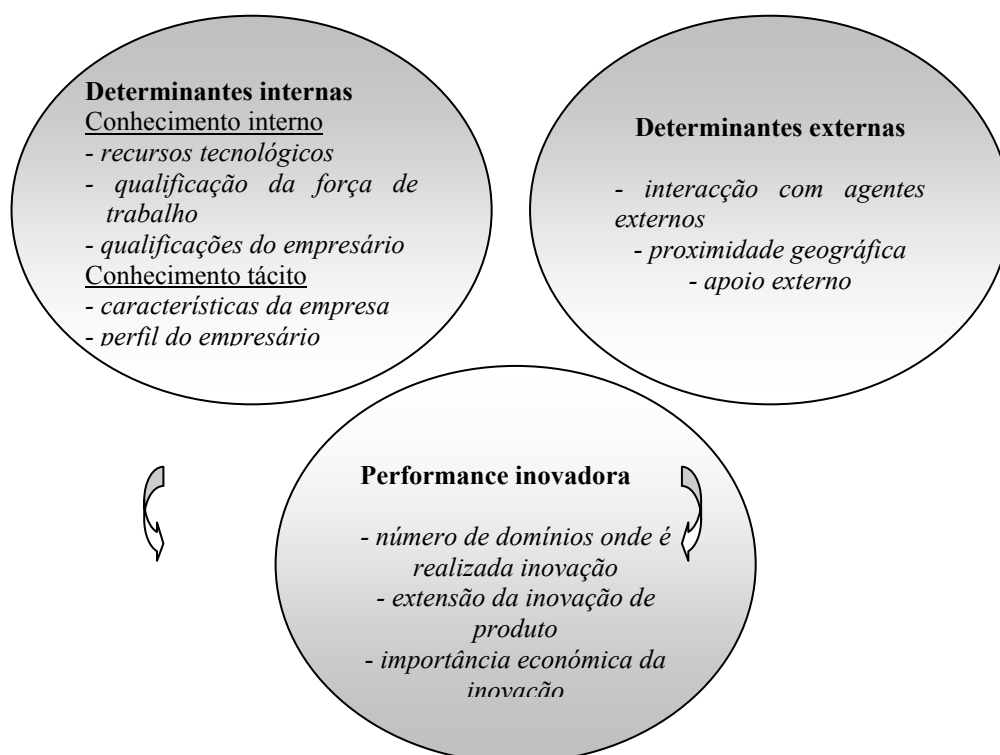 Determinantes internas
Conhecimento interno
- recursos tecnológicos
- qualificação da força de
trabalho
- qualificações do empresário
Conhecimento tácito
- características da empresa
- perfil do empresário
Determinantes externas
- interacção com agentes
externos
- proximidade geográfica
- apoio externo
Performance inovadora
- número de domínios onde é
realizada inovação
- extensão da inovação de
produto
- importância económica da
inovação